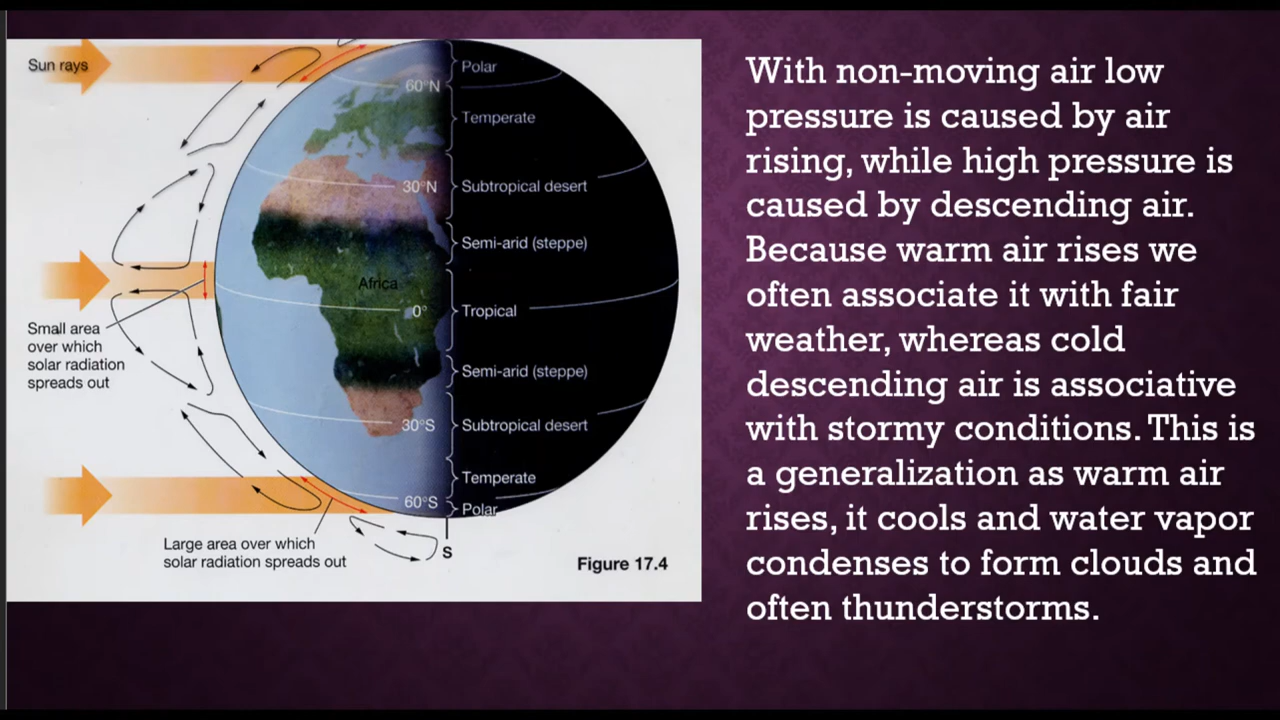 Sun rays
Small area
over which
solar radiation
spreads out
Large area over which
solar radiation spreads out
60°N
30°N
Africa
0°
30°S
60°S
S
Polar
Temperate
Subtropical desert
Semi-arid (steppe)
Tropical
Semi-arid (steppe)
Subtropical desert
Temperate
Polar
Figure 17.4
With non-moving air low
pressure is caused by air
rising, while high pressure is
caused by descending air.
Because warm air rises we
often associate it with fair
weather, whereas cold
descending air is associative
with stormy conditions. This is
a generalization as warm air
rises, it cools and water vapor
condenses to form clouds and
often thunderstorms.